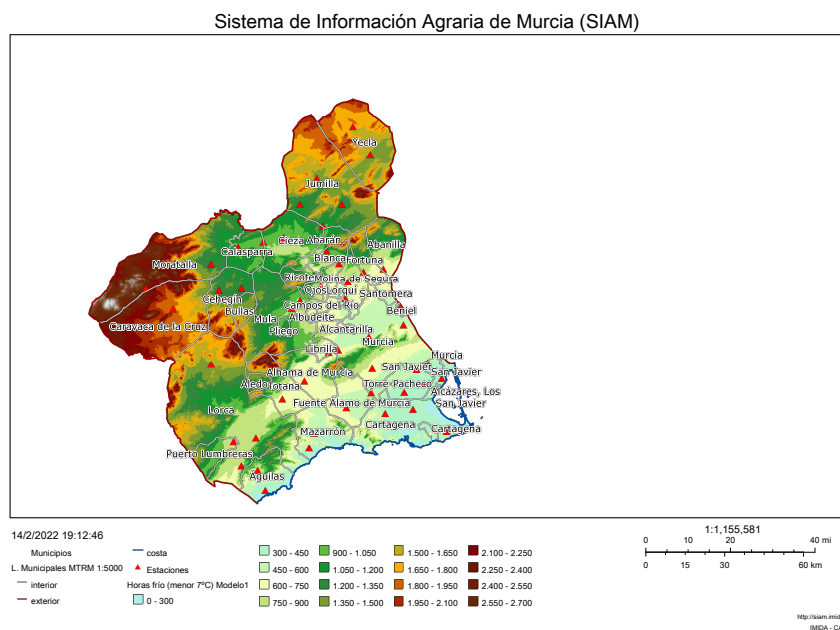 Sistema de Información Agraria de Murcia (SIAM)
Yecla
Jumilla
Cieza Abarán
Abanilla
Calasparra
Blanca Fortuna
Moratalla
Ricote Molina de Segura
Ojós Lorquí
Santomera
Cehegín
Campos del Río
Bullas
Albudeite
Beniel
Mula
Caravaca de la Cruz
Pliego
Alcantarilla
Murcia
Librilla
Murcia
Alhama de Murcia
San Javier
San Javier
Aledo
Totana
Torre-Pacheco
Alcázares, Los
Fuente Álamo de Murcia
San Javier
Lorca
Cartagena
Cartagena
Mazarrón
Puerto Lumbreras
Águilas
14/2/2022 19:12:46
Municipios
L. Municipales MTRM 1:5000
interior
exterior
costa
Estaciones
Horas frío (menor 7ºC) Modelo1
0 - 300
300 - 450
450 - 600
600 - 750
750 - 900
900 - 1.050
1.050 - 1.200
1.200 - 1.350
1.350 - 1.500
1.500 - 1.650
1.650 - 1.800
1.800 - 1.950
1.950 - 2.100
2.100 - 2.250
2.250 - 2.400
2.400 - 2.550
2.550 - 2.700
1:1,155,581
0 10 20 40 mi
0 15 30 60 km
http://siam.imid
IMIDA - CA